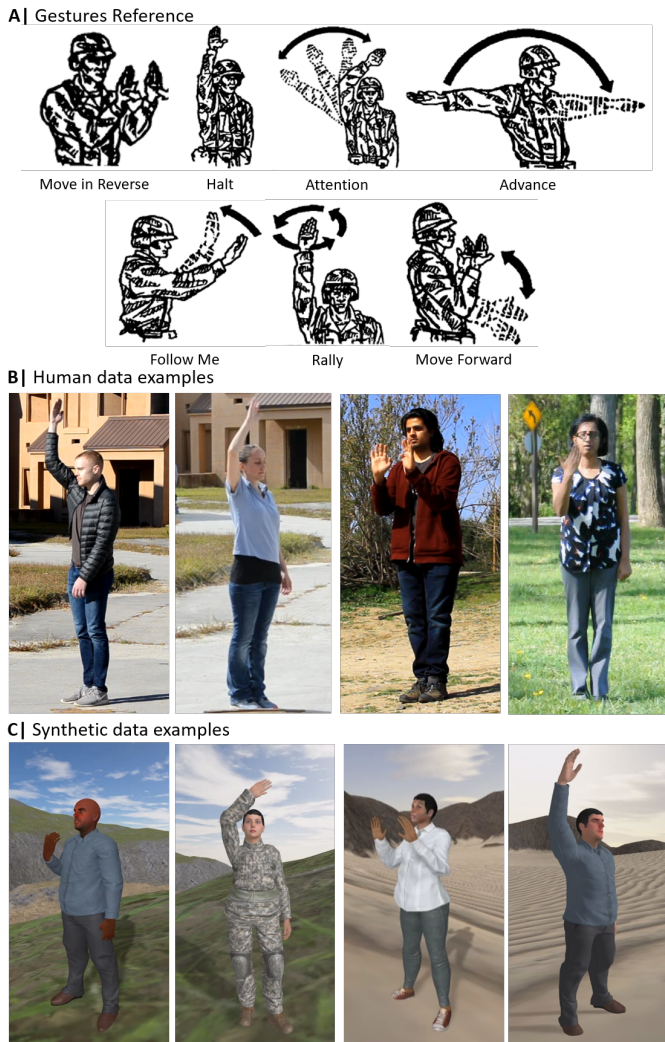 A| Gestures Reference
Move in Reverse Halt Attention Advance
Follow Me Rally Move Forward
B| Human data examples
C| Synthetic data examples